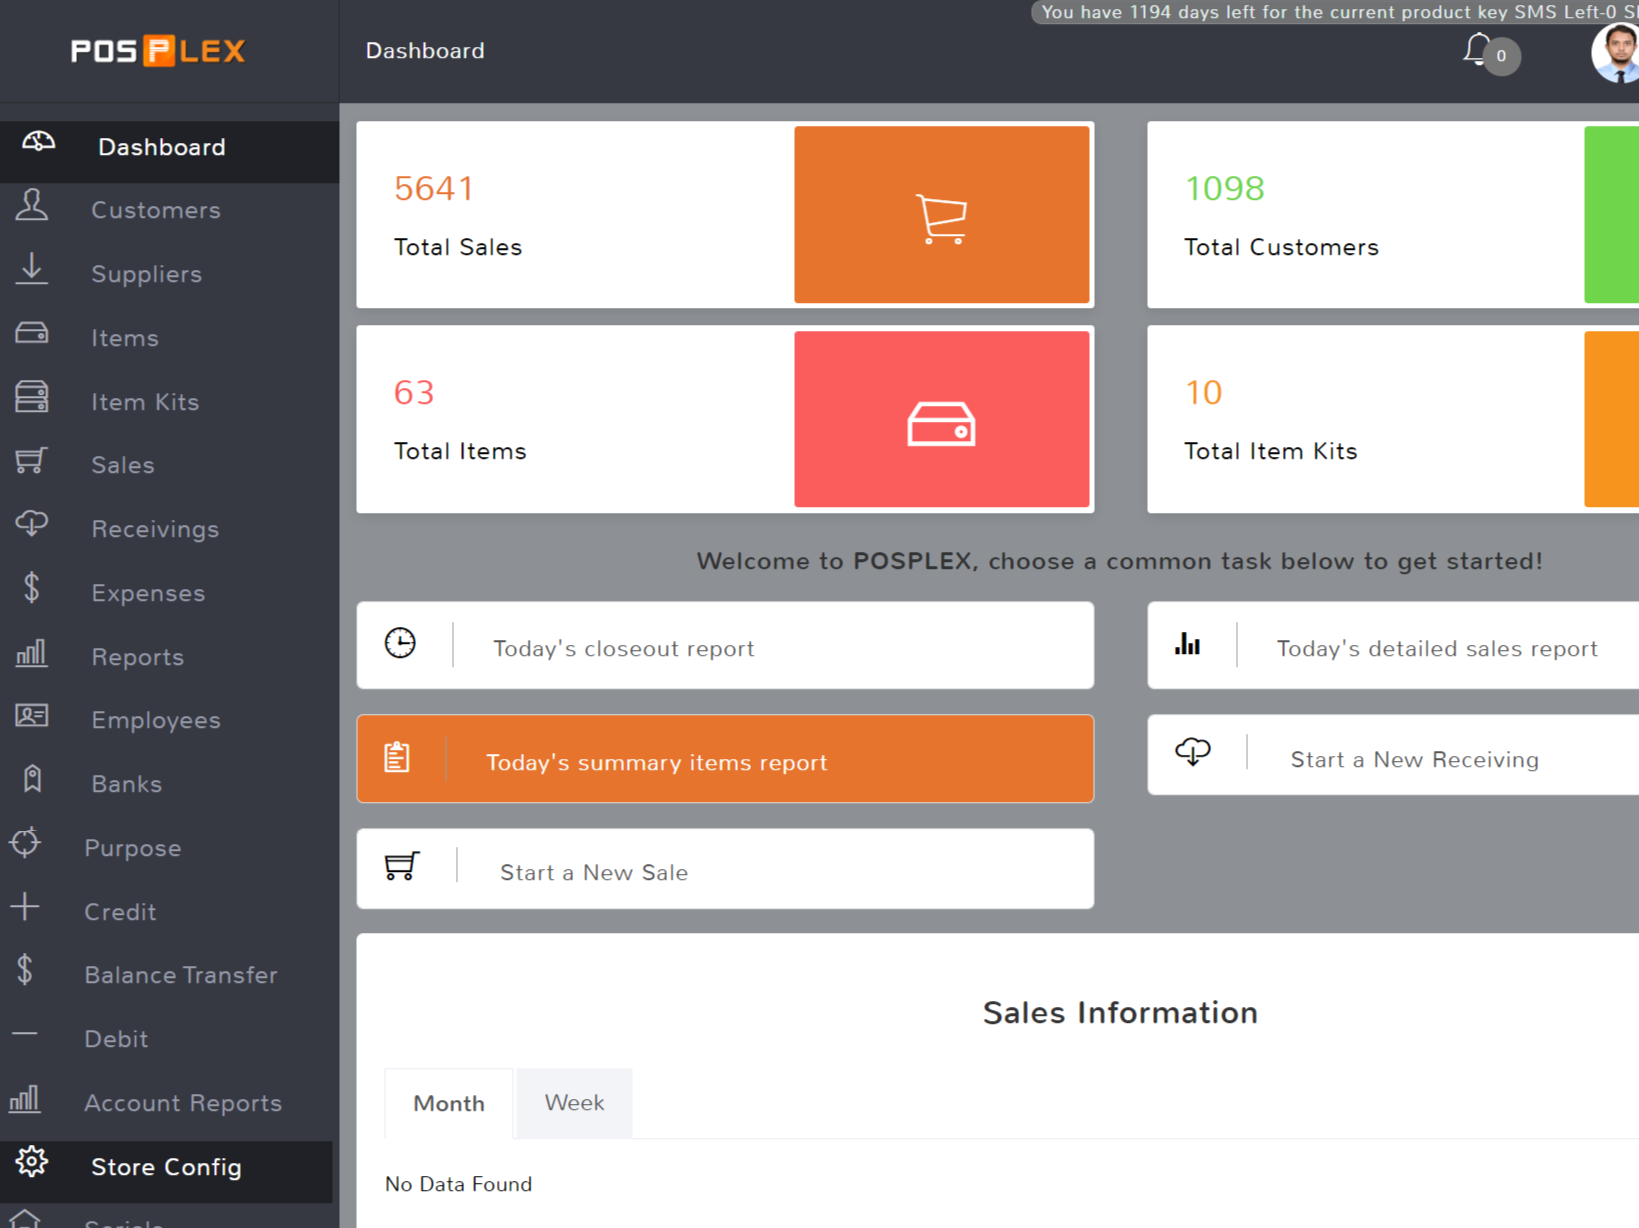 You have 1194 days left for the current product key SMS Left-0
POSPLEX
Dashboard
0
Dashboard
Customers
Suppliers
Items
Item Kits
Sales
Receivings
Expenses
Reports
Employees
Banks
Purpose
Credit
Balance Transfer
Debit
Account Reports
Store Config
5641
Total Sales
1098
Total Customers
63
Total Items
10
Total Item Kits
Welcome to POSPLEX, choose a common task below to get started!
Today's closeout report
Today's detailed sales report
Today's summary items report
Start a New Receiving
Start a New Sale
Sales Information
Month
Week
No Data Found